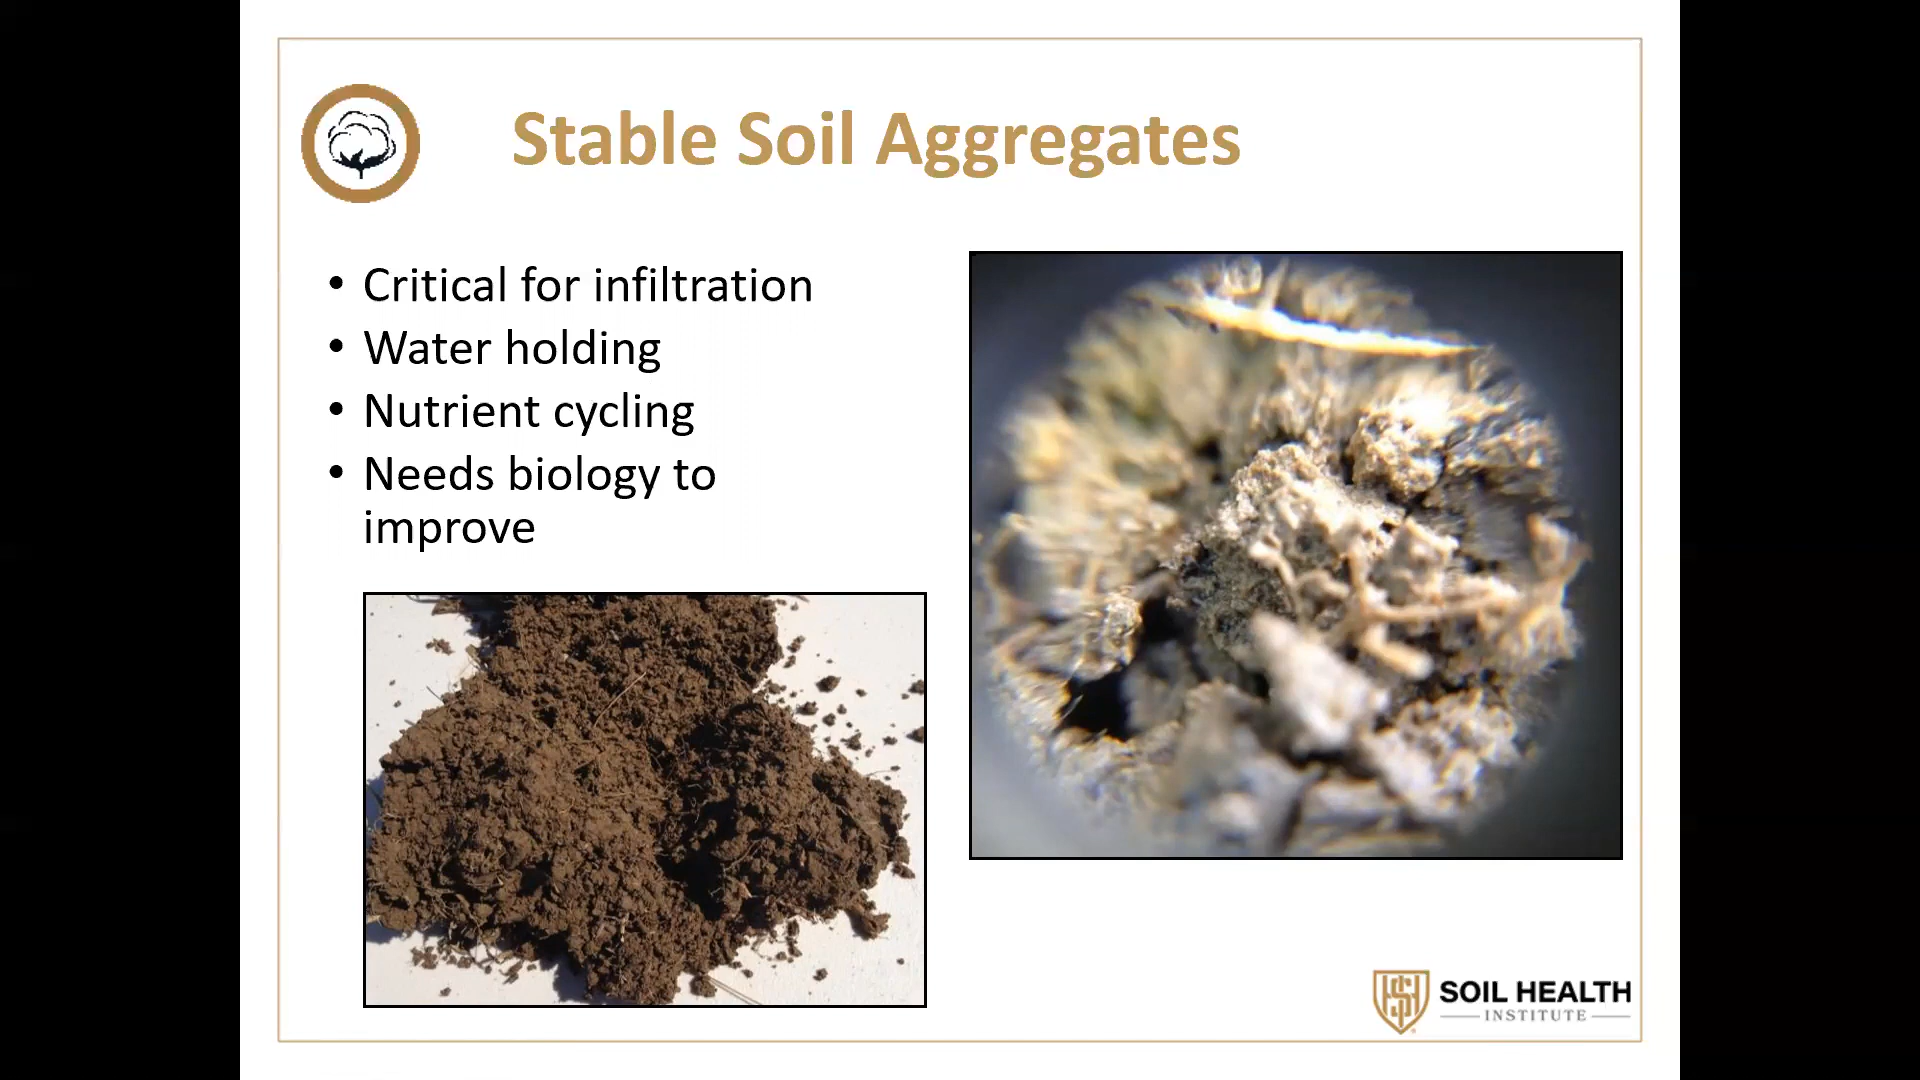 Stable Soil Aggregates
• Critical for infiltration
• Water holding
• Nutrient cycling
• Needs biology to
improve
SOIL HEALTH
INSTITUTE